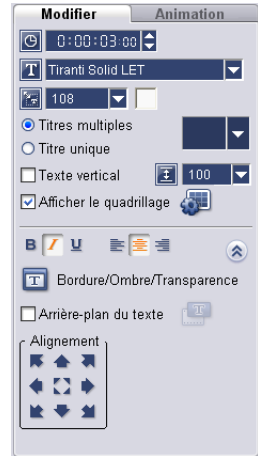 Modifier Animation
0:00:03:00
T Tiranti Solid LET
108
Titres multiples
Titre unique
Texte vertical 100
Afficher le quadrillage
B I U
T Bordure/Ombre/Transparence
Arrière-plan du texte T
Alignement